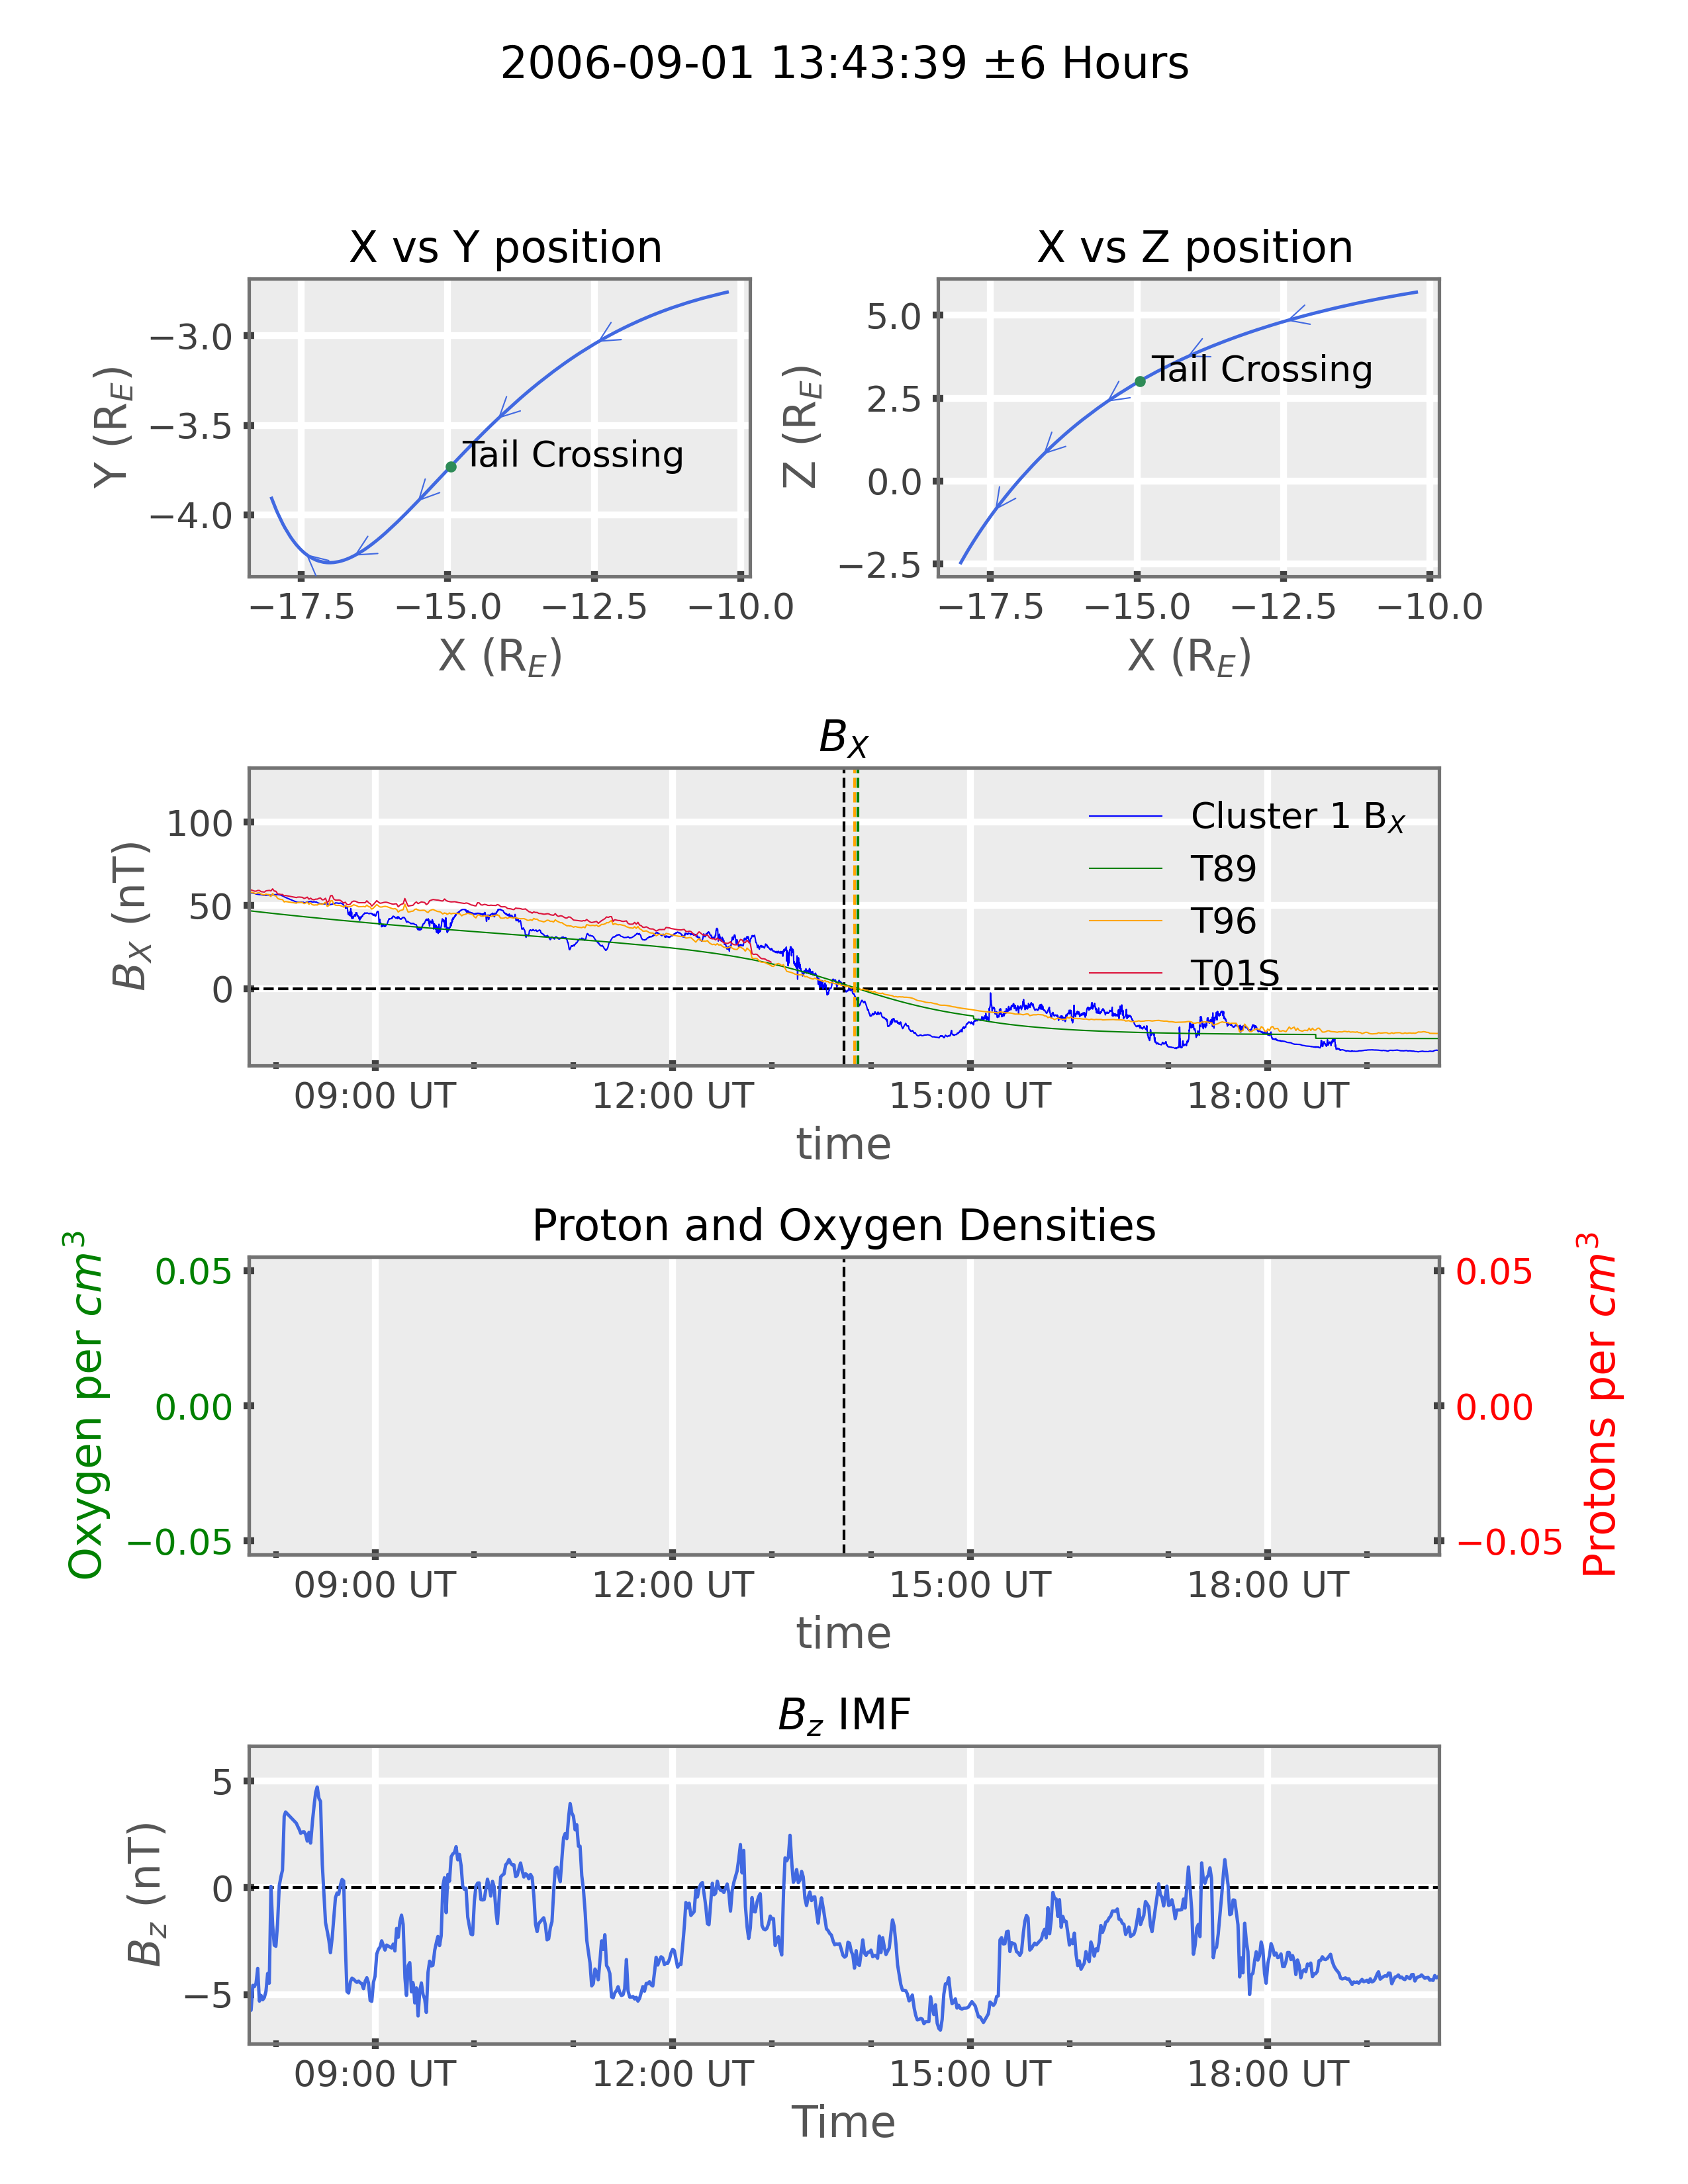 2006-09-01 13:43:39 ±6 Hours
X vs Y position
X vs Z position
Y (R_E)
−3.0
−3.5
−4.0
Tail Crossing
−17.5 −15.0 −12.5 −10.0
X (R_E)
Z (R_E)
5.0
2.5
0.0
−2.5
Tail Crossing
−17.5 −15.0 −12.5 −10.0
X (R_E)
B_X
B_X (nT)
100
50
0
Cluster 1 B_X
T89
T96
T01S
09:00 UT 12:00 UT 15:00 UT 18:00 UT
time
Proton and Oxygen Densities
Oxygen per cm³
0.05
0.00
−0.05
0.05
0.00
−0.05
Protons per cm³
09:00 UT 12:00 UT 15:00 UT 18:00 UT
time
B_z IMF
B_z (nT)
5
0
−5
09:00 UT 12:00 UT 15:00 UT 18:00 UT
Time